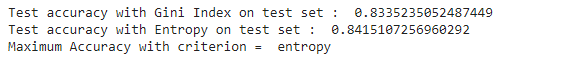 Test accuracy with Gini Index on test set :  0.8335235052487449
Test accuracy with Entropy on test set :  0.8415107256960292
Maximum Accuracy with criterion =  entropy